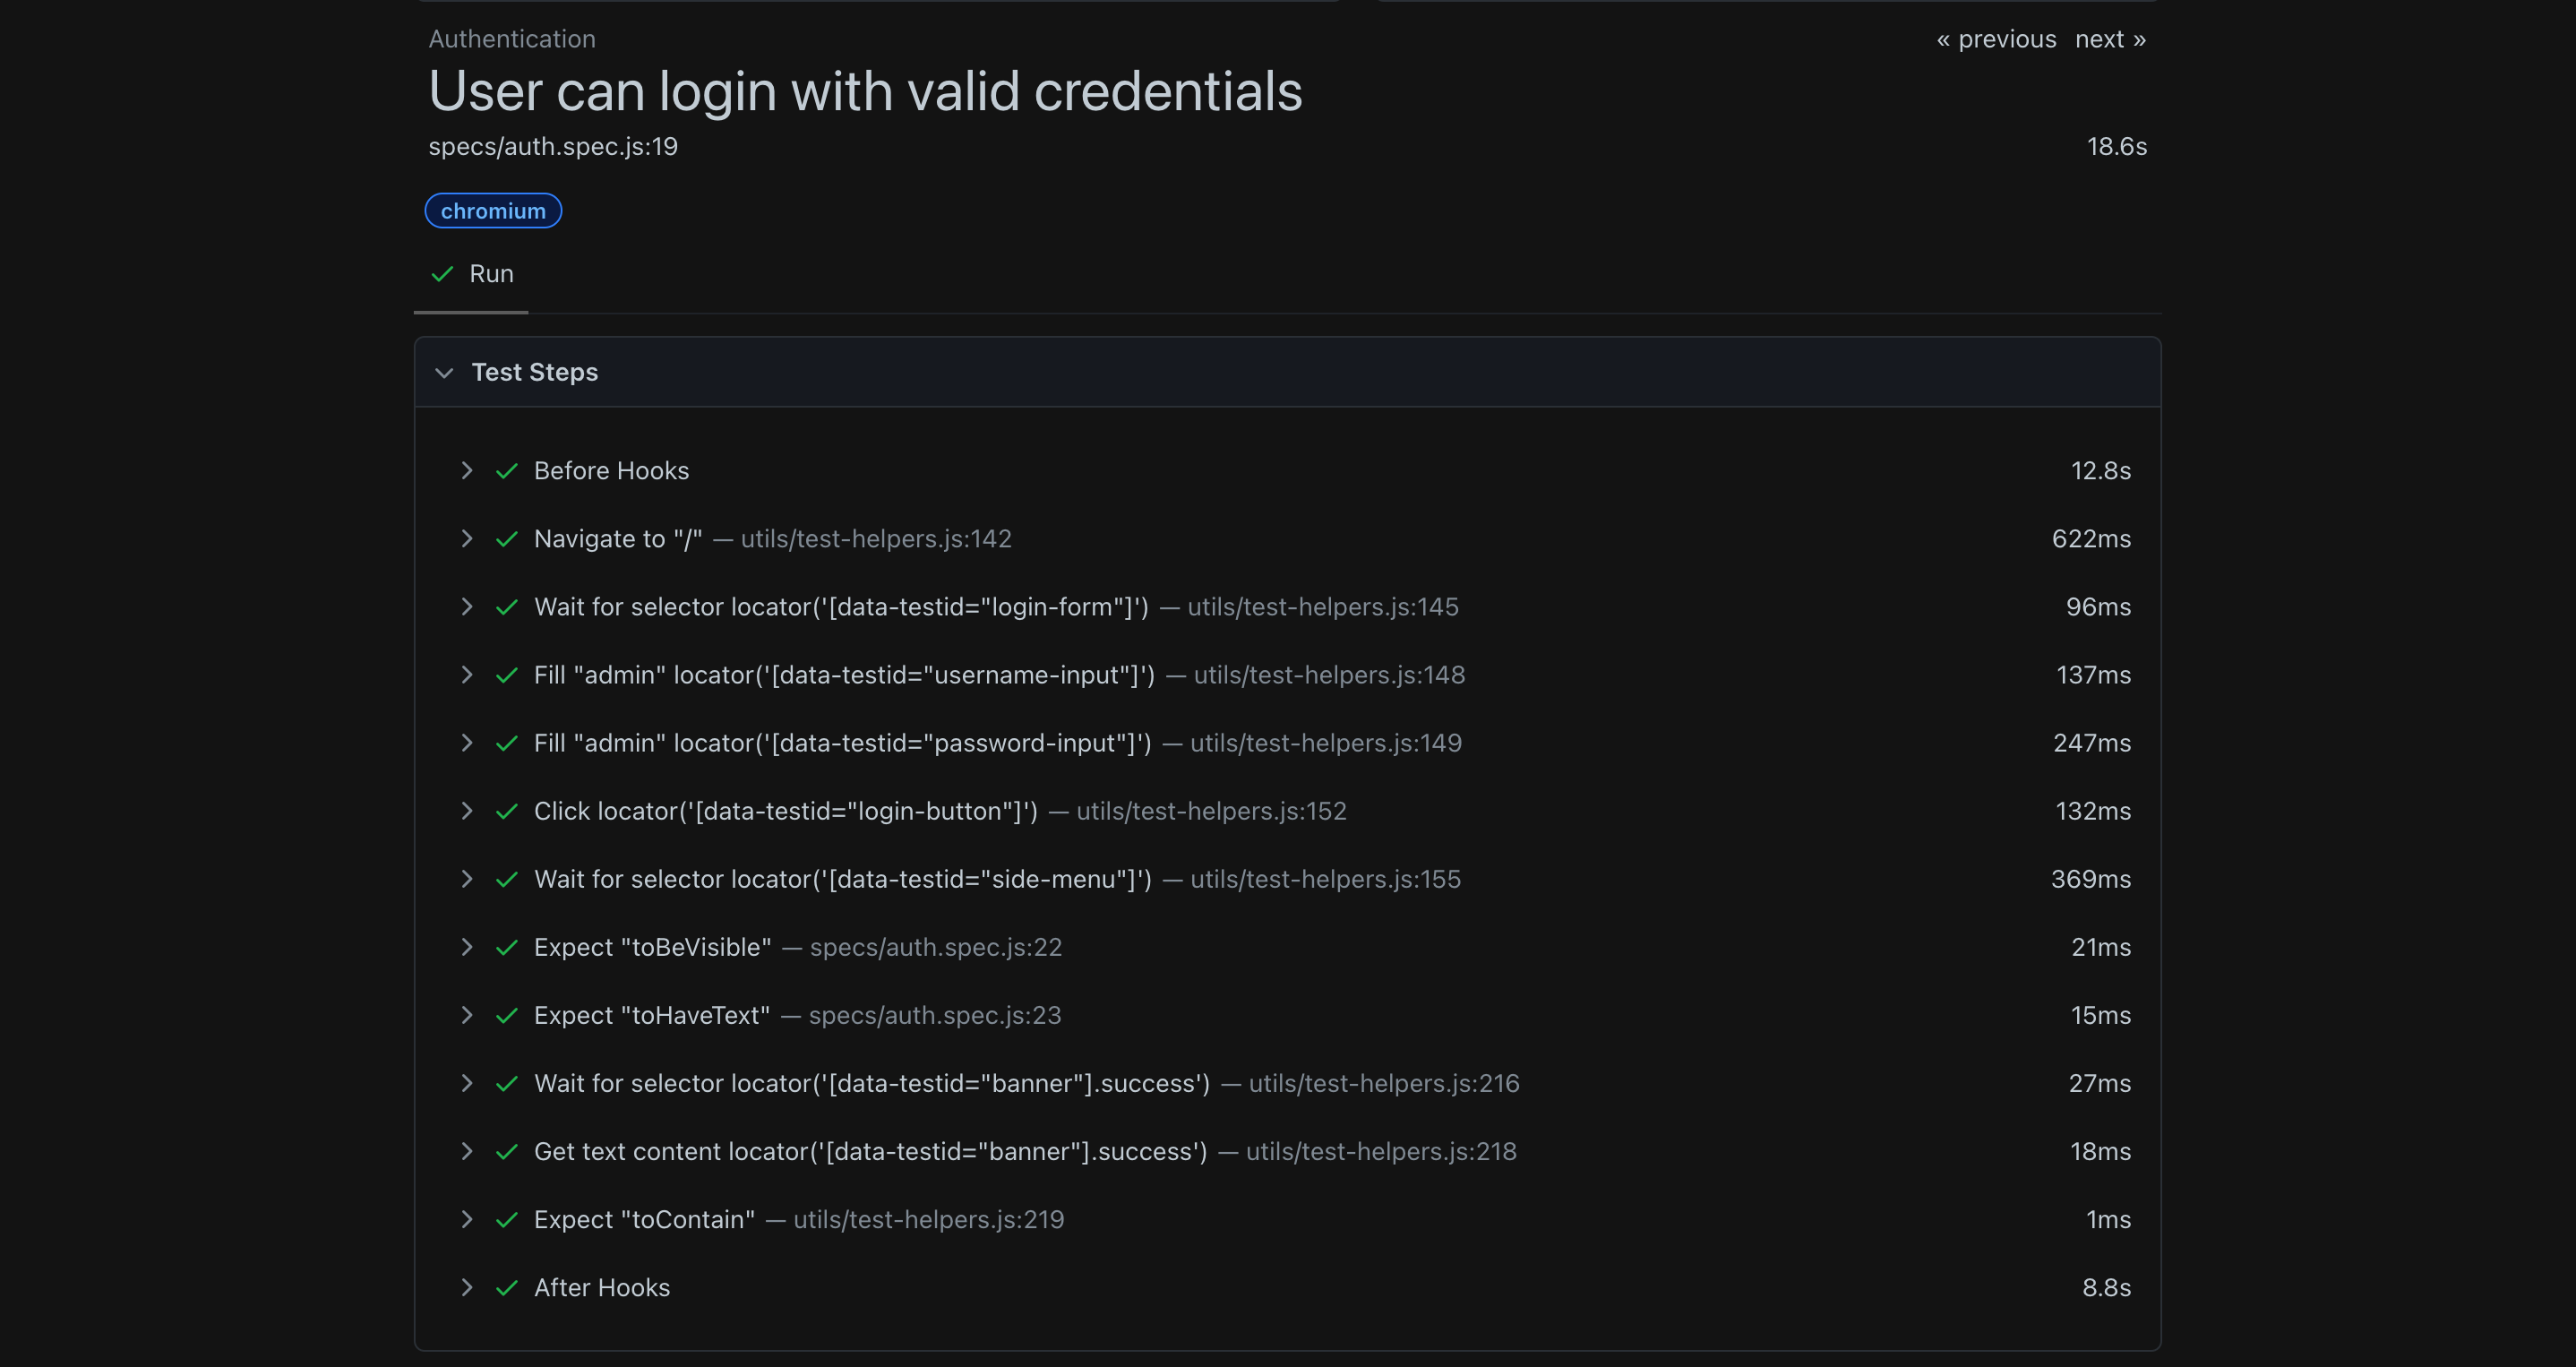 Authentication
« previous next »
User can login with valid credentials
specs/auth.spec.js:19
18.6s
chromium
Run
Test Steps
Before Hooks 12.8s
Navigate to "/" — utils/test-helpers.js:142 622ms
Wait for selector locator('[data-testid="login-form"]') — utils/test-helpers.js:145 96ms
Fill "admin" locator('[data-testid="username-input"]') — utils/test-helpers.js:148 137ms
Fill "admin" locator('[data-testid="password-input"]') — utils/test-helpers.js:149 247ms
Click locator('[data-testid="login-button"]') — utils/test-helpers.js:152 132ms
Wait for selector locator('[data-testid="side-menu"]') — utils/test-helpers.js:155 369ms
Expect "toBeVisible" — specs/auth.spec.js:22 21ms
Expect "toHaveText" — specs/auth.spec.js:23 15ms
Wait for selector locator('[data-testid="banner"].success') — utils/test-helpers.js:216 27ms
Get text content locator('[data-testid="banner"].success') — utils/test-helpers.js:218 18ms
Expect "toContain" — utils/test-helpers.js:219 1ms
After Hooks 8.8s